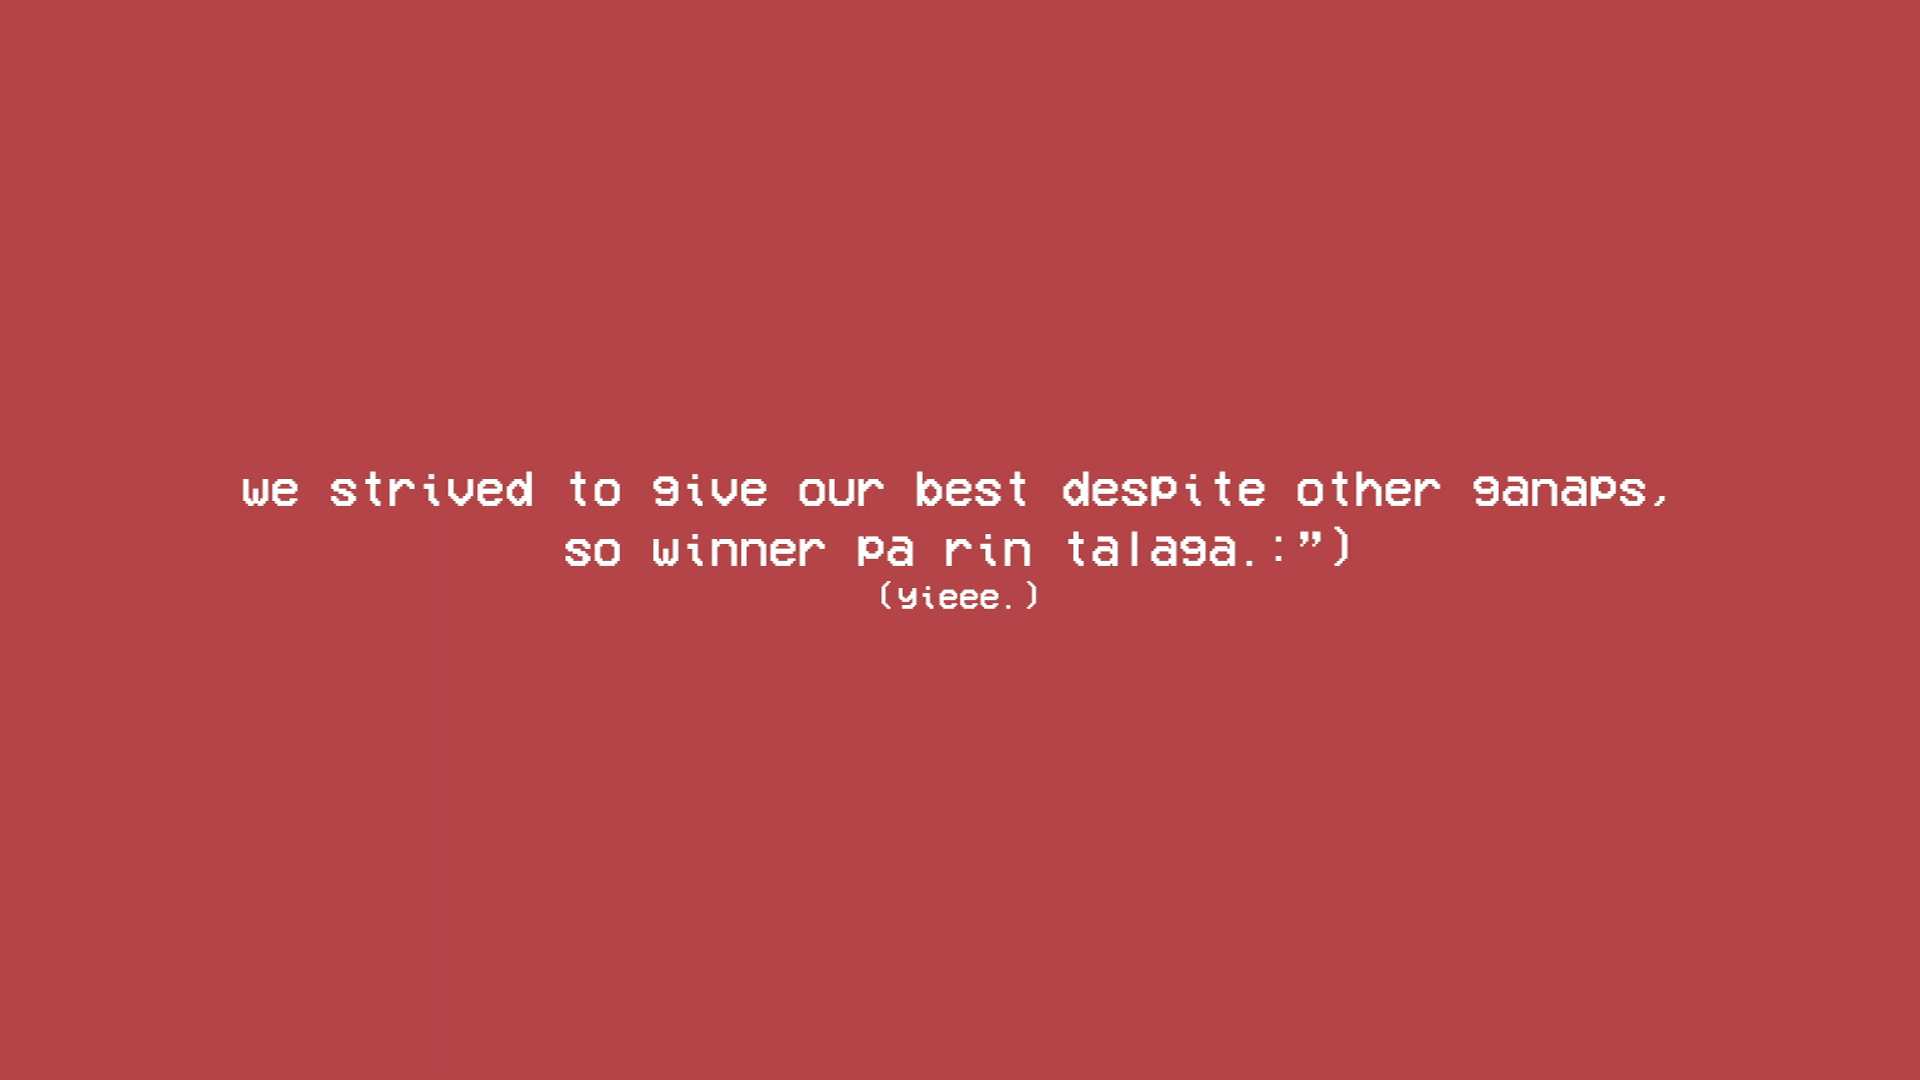 we strived to give our best despite other ganaps,
so winner pa rin talaga.:”)
(yieee.)